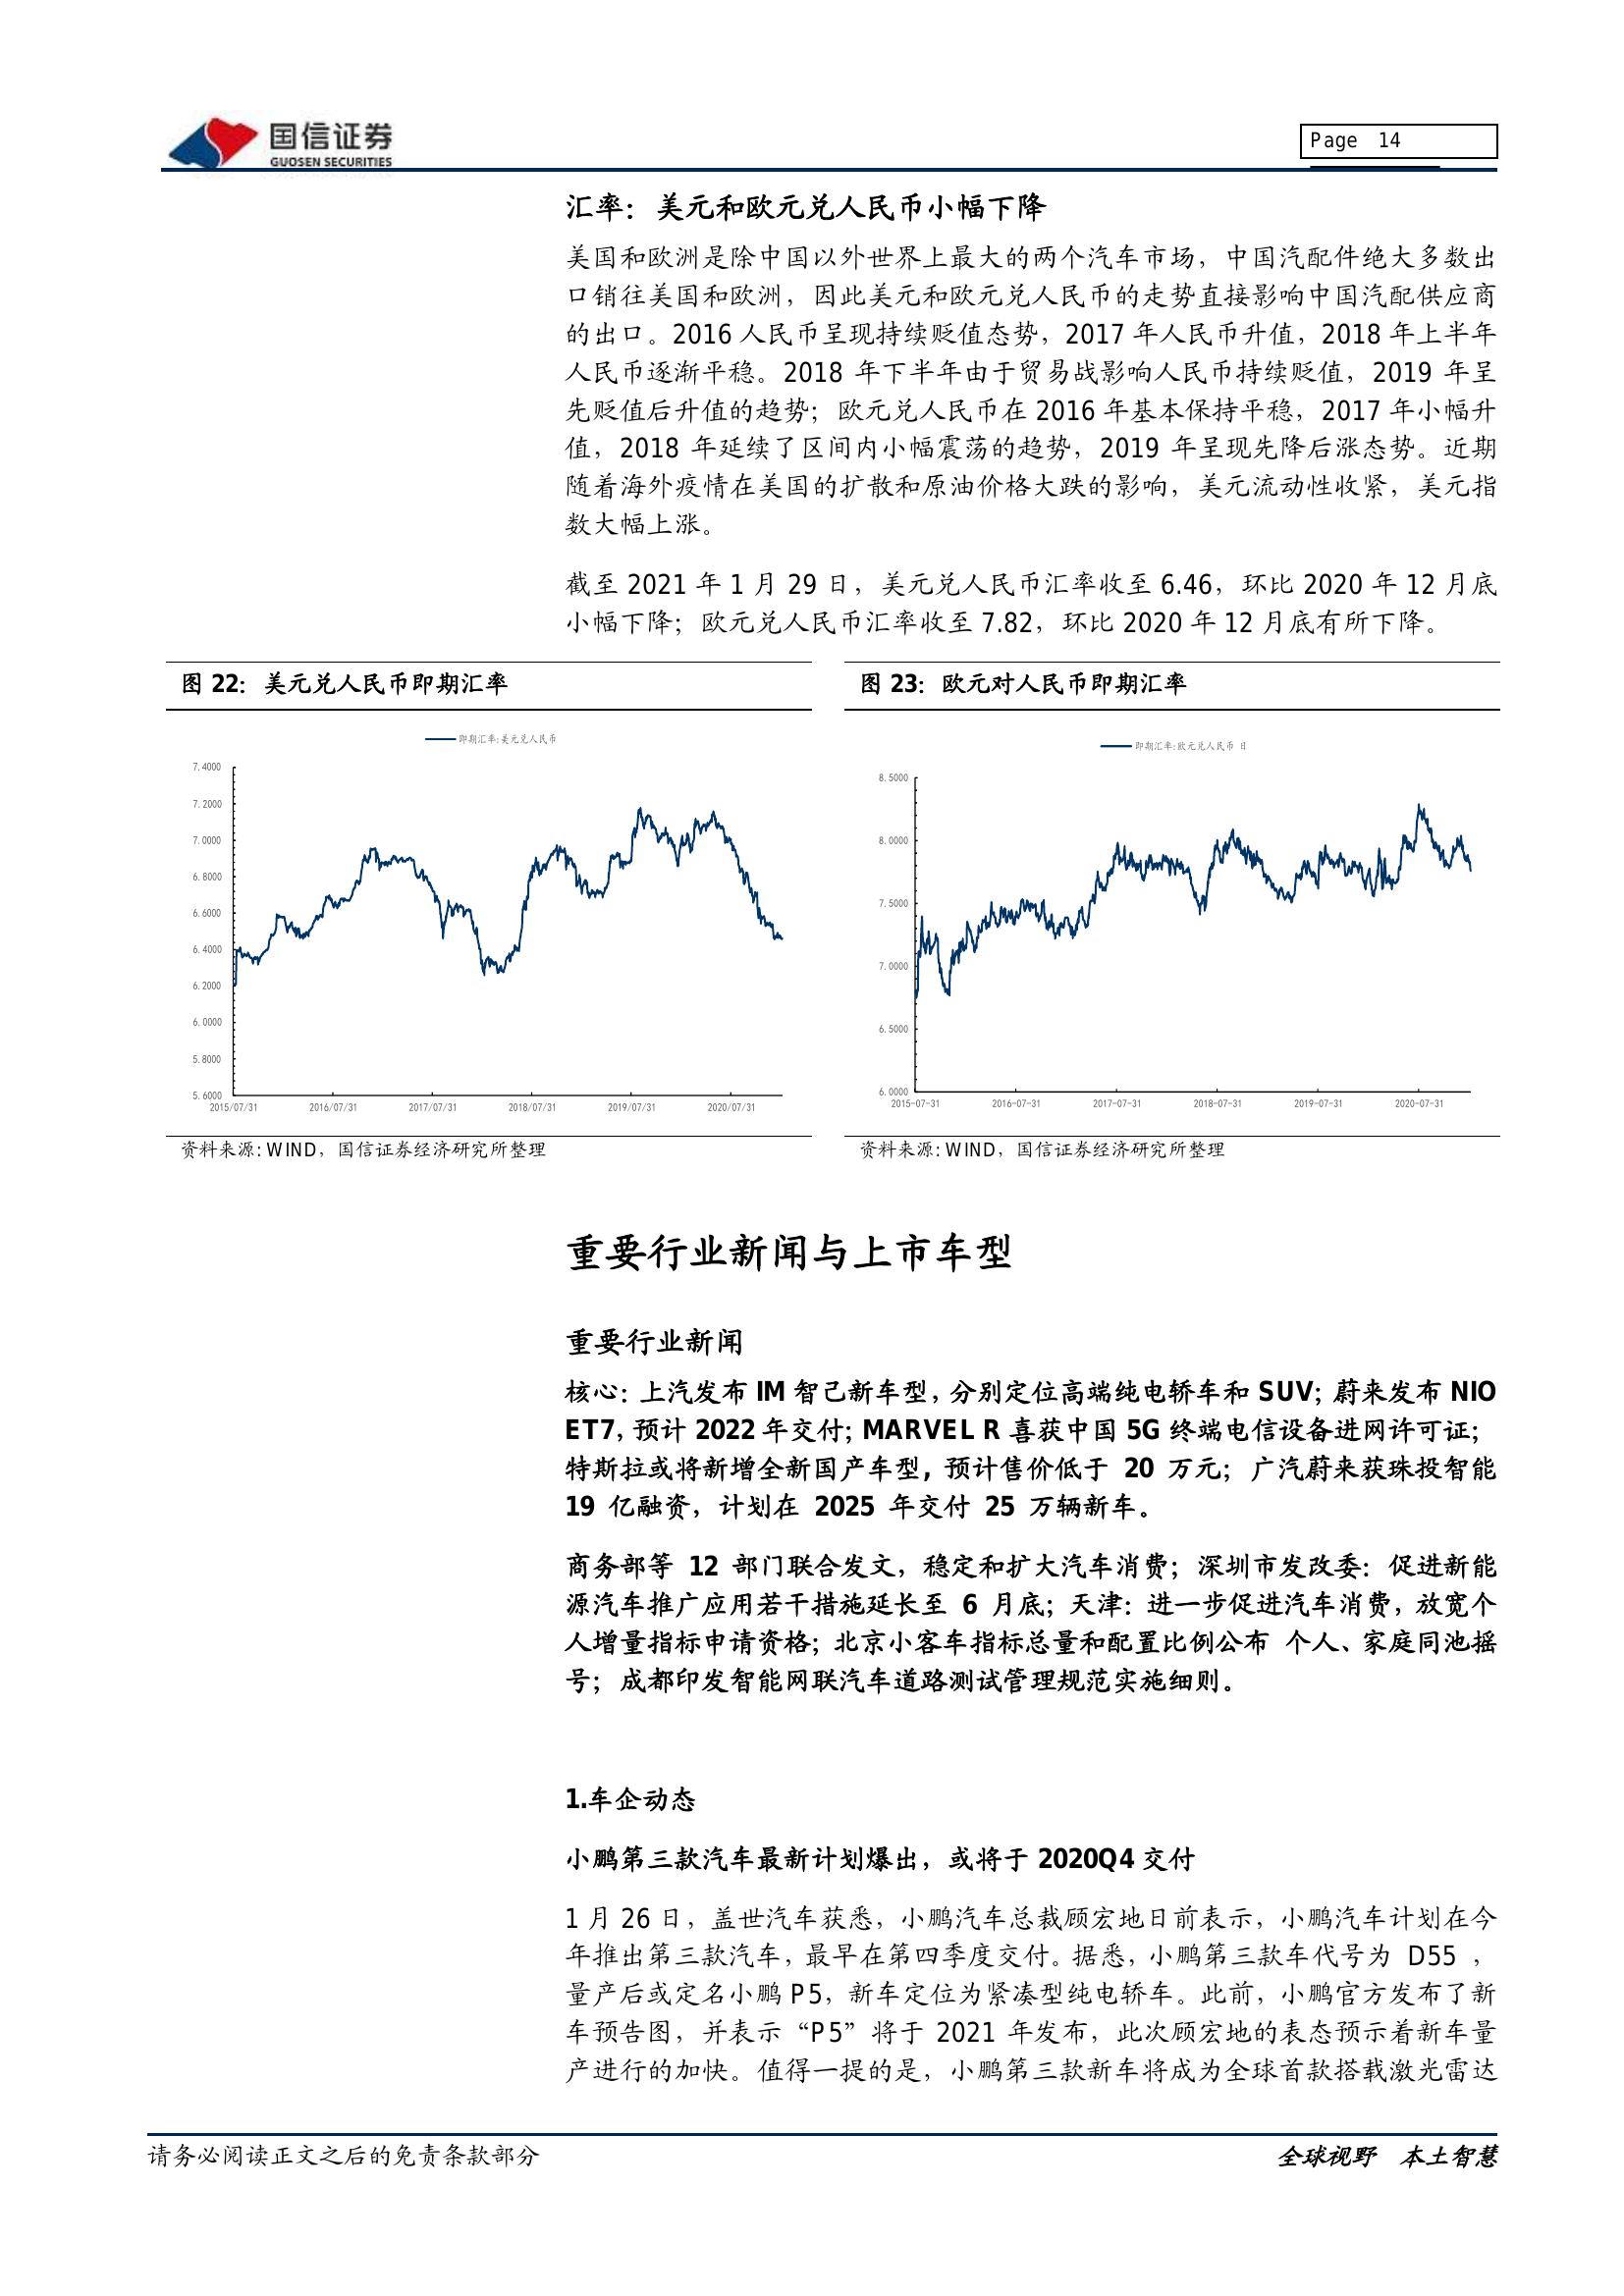 国信证券
GUOSEN SECURITIES
Page 14
汇率：美元和欧元兑人民币小幅下降
美国和欧洲是除中国以外世界上最大的两个汽车市场，中国汽配件绝大多数出
口销往美国和欧洲，因此美元和欧元兑人民币的走势直接影响中国汽配供应商
的出口。2016 人民币呈现持续贬值态势，2017 年人民币升值，2018 年上半年
人民币逐渐平稳。2018 年下半年由于贸易战影响人民币持续贬值，2019 年呈
先贬值后升值的趋势；欧元兑人民币在 2016 年基本保持平稳，2017 年小幅升
值，2018 年延续了区间内小幅震荡的趋势，2019 年呈现先降后涨态势。近期
随着海外疫情在美国的扩散和原油价格大跌的影响，美元流动性收紧，美元指
数大幅上涨。
截至 2021 年 1 月 29 日，美元兑人民币汇率收至 6.46，环比 2020 年 12 月底
小幅下降；欧元兑人民币汇率收至 7.82，环比 2020 年 12 月底有所下降。
图 22：美元兑人民币即期汇率
即期汇率:美元兑人民币
7.4000
7.2000
7.0000
6.8000
6.6000
6.4000
6.2000
6.0000
5.8000
5.6000
2015/07/31 2016/07/31 2017/07/31 2018/07/31 2019/07/31 2020/07/31
资料来源: WIND，国信证券经济研究所整理
图 23：欧元对人民币即期汇率
即期汇率:欧元兑人民币 日
8.5000
8.0000
7.5000
7.0000
6.5000
6.0000
2015-07-31 2016-07-31 2017-07-31 2018-07-31 2019-07-31 2020-07-31
资料来源: WIND，国信证券经济研究所整理
重要行业新闻与上市车型
重要行业新闻
核心：上汽发布 IM 智己新车型，分别定位高端纯电轿车和 SUV；蔚来发布 NIO
ET7，预计 2022 年交付；MARVEL R 喜获中国 5G 终端电信设备进网许可证；
特斯拉或将新增全新国产车型，预计售价低于 20 万元；广汽蔚来获珠投智能
19 亿融资，计划在 2025 年交付 25 万辆新车。
商务部等 12 部门联合发文，稳定和扩大汽车消费；深圳市发改委：促进新能
源汽车推广应用若干措施延长至 6 月底；天津：进一步促进汽车消费，放宽个
人增量指标申请资格；北京小客车指标总量和配置比例公布 个人、家庭同池摇
号；成都印发智能网联汽车道路测试管理规范实施细则。
1.车企动态
小鹏第三款汽车最新计划爆出，或将于 2020Q4 交付
1 月 26 日，盖世汽车获悉，小鹏汽车总裁顾宏地日前表示，小鹏汽车计划在今
年推出第三款汽车，最早在第四季度交付。据悉，小鹏第三款车代号为 D55 ，
量产后或定名小鹏 P5，新车定位为紧凑型纯电轿车。此前，小鹏官方发布了新
车预告图，并表示“P5”将于 2021 年发布，此次顾宏地的表态预示着新车量
产进行的加快。值得一提的是，小鹏第三款新车将成为全球首款搭载激光雷达
请务必阅读正文之后的免责条款部分
全球视野 本土智慧